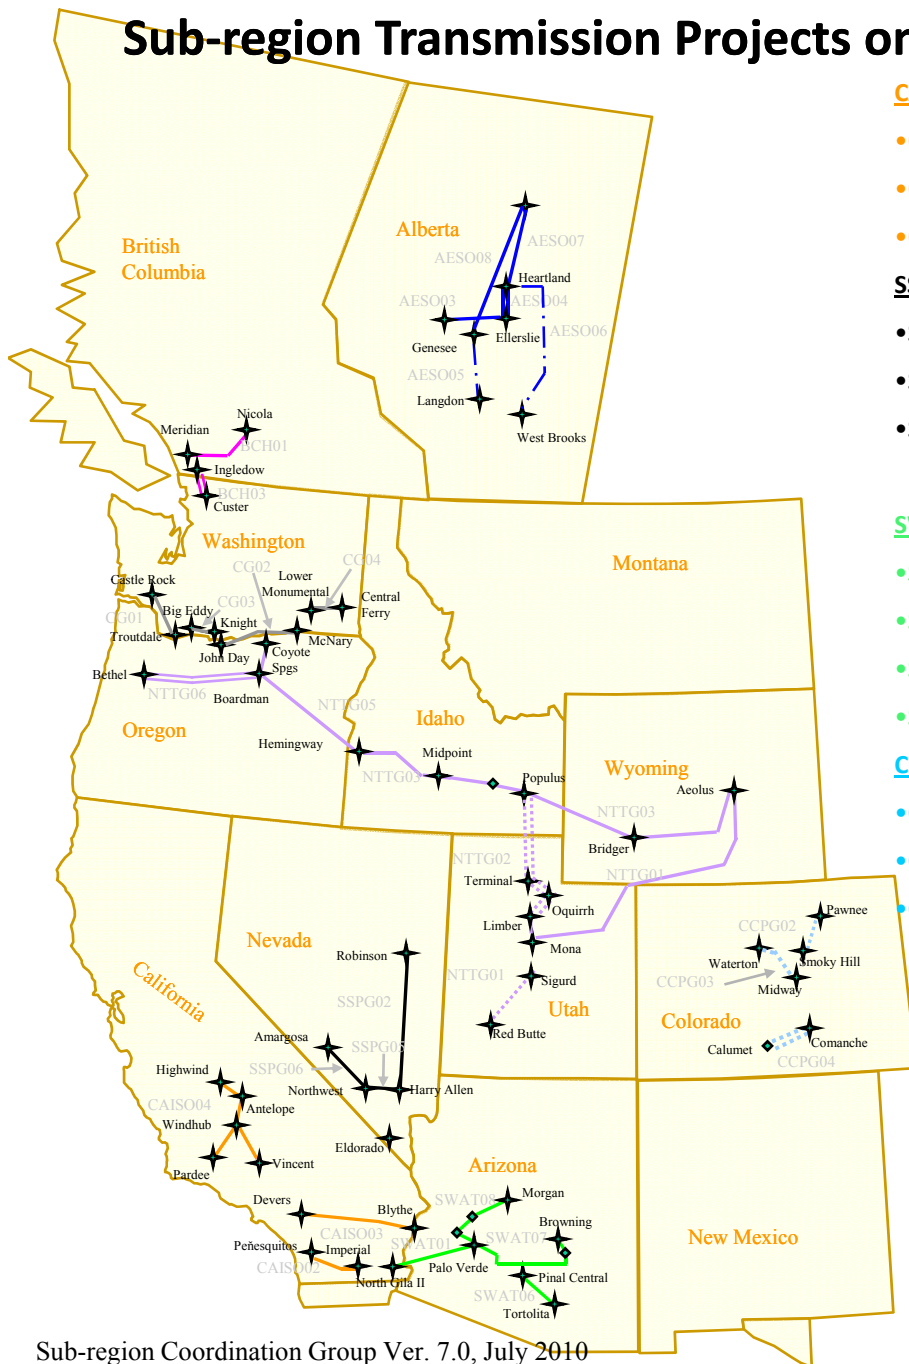 Sub-region Transmission Projects or
C
British
Columbia
Alberta
AESO07
AESO08
Heartland
AESO03
AESO04
AESO06
Genesee
Ellerslie
AESO05
Langdon
West Brooks
SS
Nicola
Meridian
BCH01
Ingledow
BCH03
Custer
Washington
CG02
CG04
Castle Rock
Lower
Monumental
Central
Ferry
Big Eddy
CG03
CG01
Knight
Troutdale
McNary
John Day
Coyote
Spgs
Bethel
NTTG06
Boardman
Montana
Oregon
NTTG05
Idaho
Hemingway
Midpoint
NTTG03
Populus
Wyoming
Aeolus
NTTG03
Bridger
C
NTTG02
Terminal
NTTG01
Oquirrh
Limber
Mona
Pawnee
CCPG02
Waterton
Smoky Hill
CCPG03
Midway
Nevada
Robinson
NTTG01
Sigurd
Utah
Red Butte
Colorado
Comanche
Calumet
CCPG04
California
SSPG02
Amargosa
SSPG05
SSPG06
Northwest
Harry Allen
Highwind
CAISO04
Antelope
Windhub
Pardee
Vincent
Eldorado
Arizona
Devers
Blythe
SWAT08
Morgan
Browning
CAISO03
SWAT01
SWAT07
Peñesquitos
Imperial
CAISO02
North Gila II
Palo Verde
Pinal Central
SWAT06
Tortolita
New Mexico
Sub-region Coordination Group Ver. 7.0, July 2010